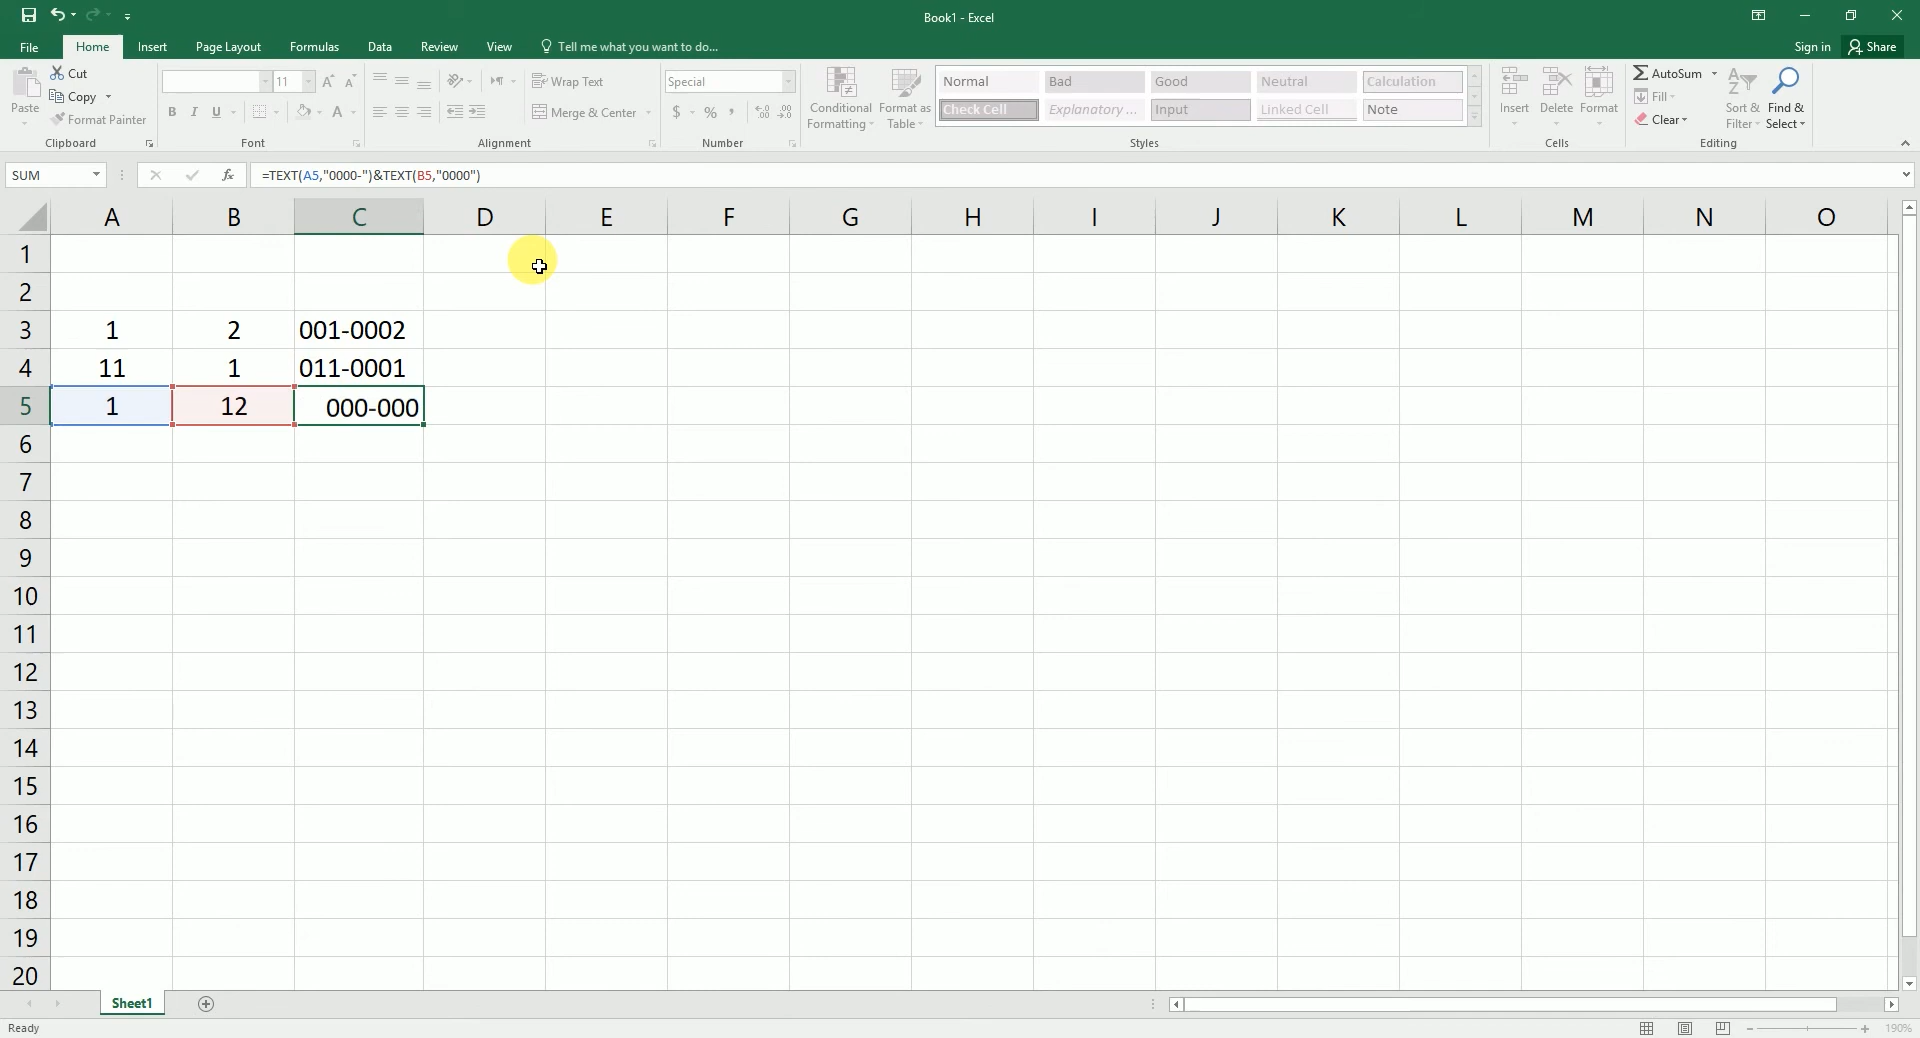 Book1 - Excel
File Home Insert Page Layout Formulas Data Review View Tell me what you want to do... Sign in Share
Paste
Cut
Copy
Format Painter
Clipboard
11
B I U
A
Font
Wrap Text
Merge & Center
Alignment
Special
$ % ,
Number
Conditional Formatting
Format as Table
Normal Bad Good Neutral Calculation
Check Cell Explanatory ... Input Linked Cell Note
Styles
Insert Delete Format
Cells
AutoSum
Fill
Clear
Sort & Filter
Find & Select
Editing
SUM fx =TEXT(A5,"0000-")&TEXT(B5,"0000")
A B C D E F G H I J K L M N O
1
2
3 1 2 001-0002
4 11 1 011-0001
5 1 12 000-000
6
7
8
9
10
11
12
13
14
15
16
17
18
19
20
Sheet1
Ready 190%